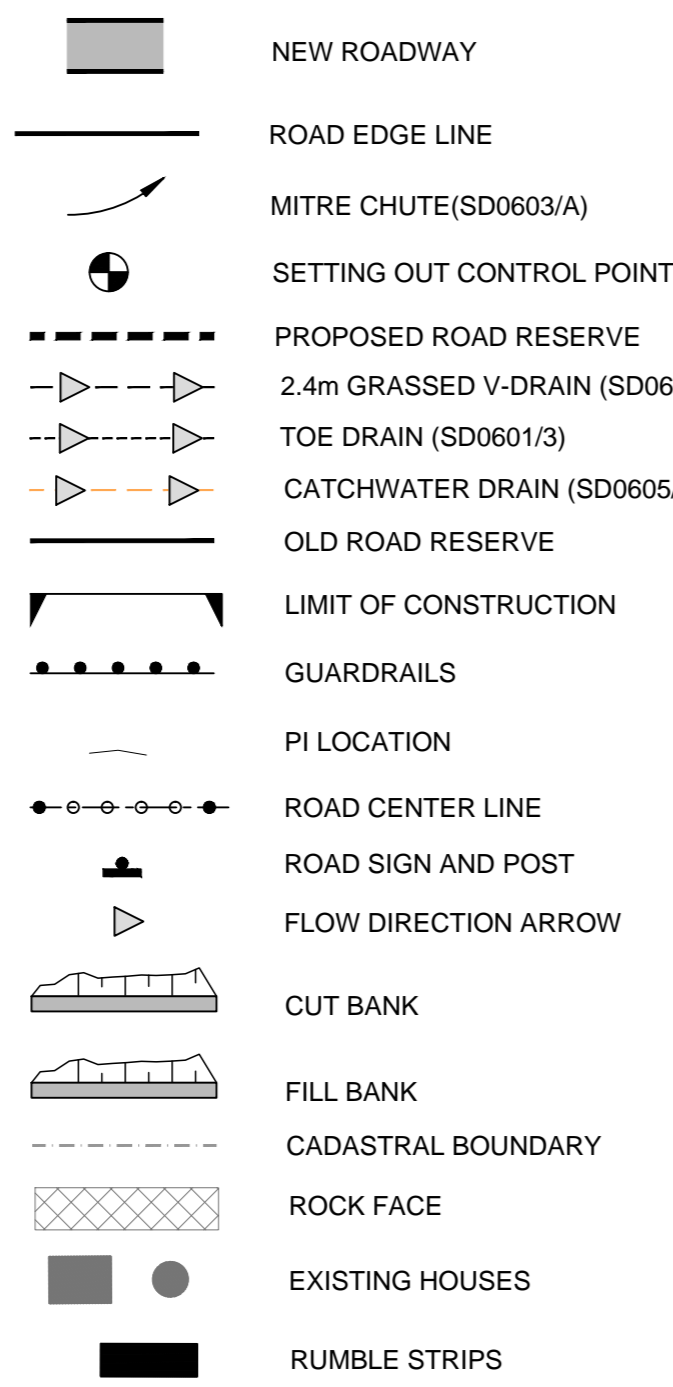 NEW ROADWAY
ROAD EDGE LINE
MITRE CHUTE(SD0603/A)
SETTING OUT CONTROL POINT
PROPOSED ROAD RESERVE
2.4m GRASSED V-DRAIN (SD06
TOE DRAIN (SD0601/3)
CATCHWATER DRAIN (SD0605/
OLD ROAD RESERVE
LIMIT OF CONSTRUCTION
GUARDRAILS
PI LOCATION
ROAD CENTER LINE
ROAD SIGN AND POST
FLOW DIRECTION ARROW
CUT BANK
FILL BANK
CADASTRAL BOUNDARY
ROCK FACE
EXISTING HOUSES
RUMBLE STRIPS